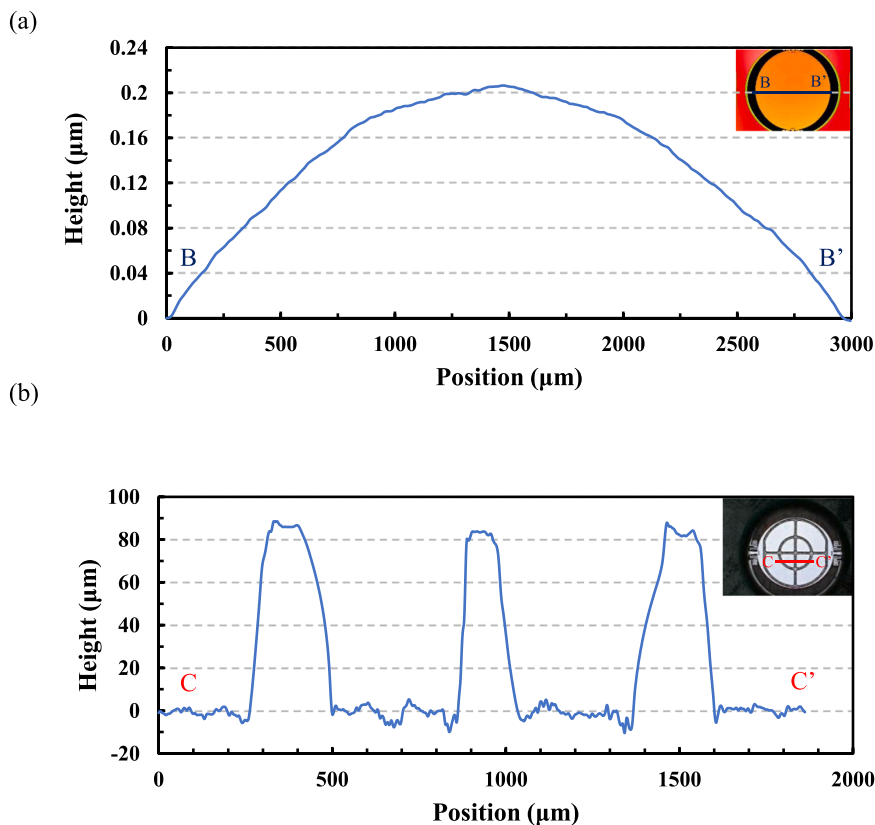 (a)
0.24
0.2
0.16
0.12
0.08
0.04
0
Height (μm)
B
B'
B
B’
0
500
1000
1500
2000
2500
3000
Position (μm)
(b)
100
80
60
40
20
0
-20
Height (μm)
C
C'
C
C’
0
500
1000
1500
2000
Position (μm)